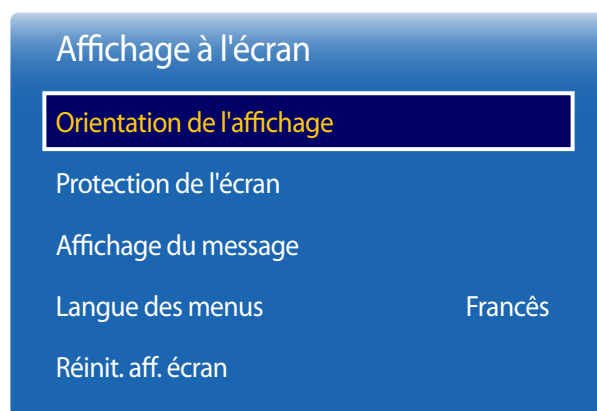 Affichage à l'écran
Orientation de l'affichage
Protection de l'écran
Affichage du message
Langue des menus Francês
Réinit. aff. écran